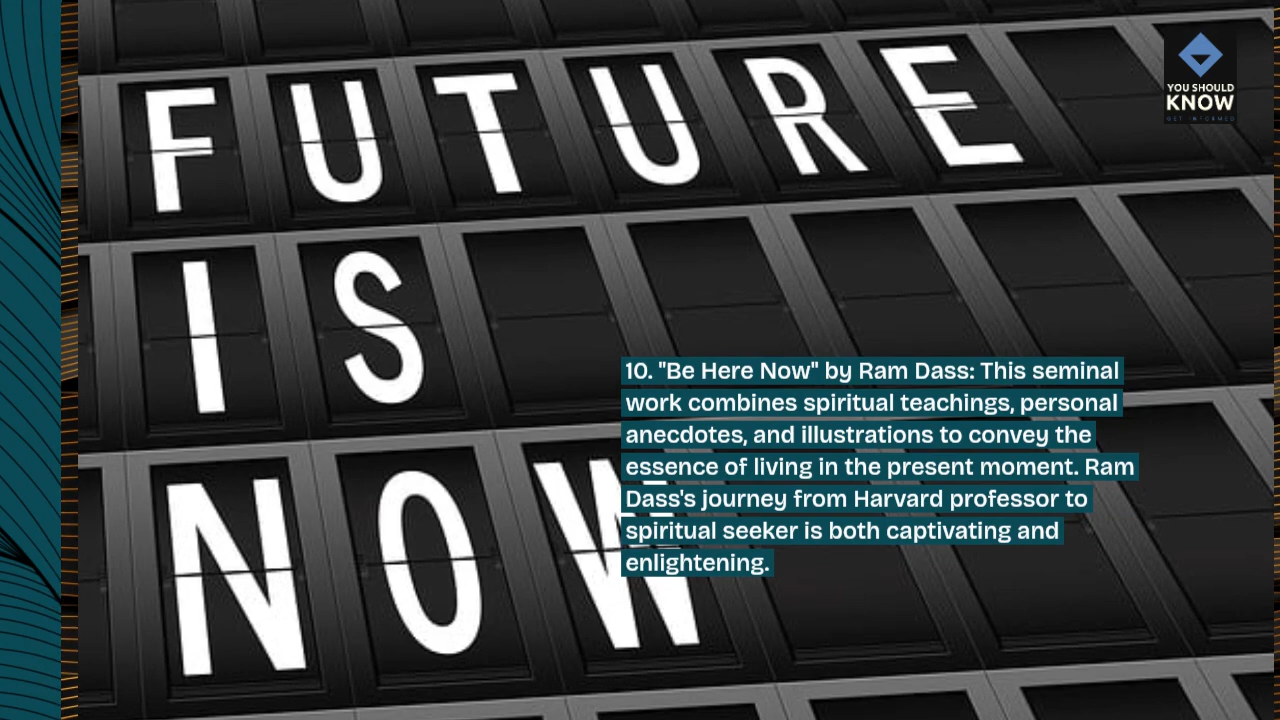 FUTURE
IS
NOW
YOU SHOULD
KNOW
GET INFORMED
10. "Be Here Now" by Ram Dass: This seminal
work combines spiritual teachings, personal
anecdotes, and illustrations to convey the
essence of living in the present moment. Ram
Dass's journey from Harvard professor to
spiritual seeker is both captivating and
enlightening.